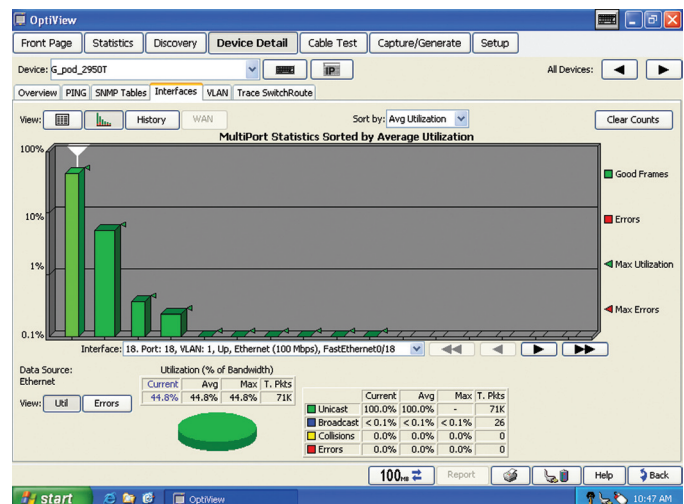 OptiView
Front Page Statistics Discovery Device Detail Cable Test Capture/Generate Setup
Device: G_pod_2950T IP All Devices:
Overview PING SNMP Tables Interfaces VLAN Trace SwitchRoute
View: History WAN Sort by: Avg Utilization Clear Counts
MultiPort Statistics Sorted by Average Utilization
100%
Good Frames
10%
Errors
1%
Max Utilization
Max Errors
0.1%
Interface: 18. Port: 18, VLAN: 1, Up, Ethernet (100 Mbps), FastEthernet0/18
Data Source:
Ethernet
Utilization (% of Bandwidth)
Current Avg Max T. Pkts
44.8% 44.8% 44.8% 71K
View: Util Errors
Current Avg Max T. Pkts
Unicast 100.0% 100.0% - 71K
Broadcast < 0.1% < 0.1% < 0.1% 26
Collisions 0.0% 0.0% 0.0% 0
Errors 0.0% 0.0% 0.0% 0
100 Report Help Back
start OptiView 10:47 AM